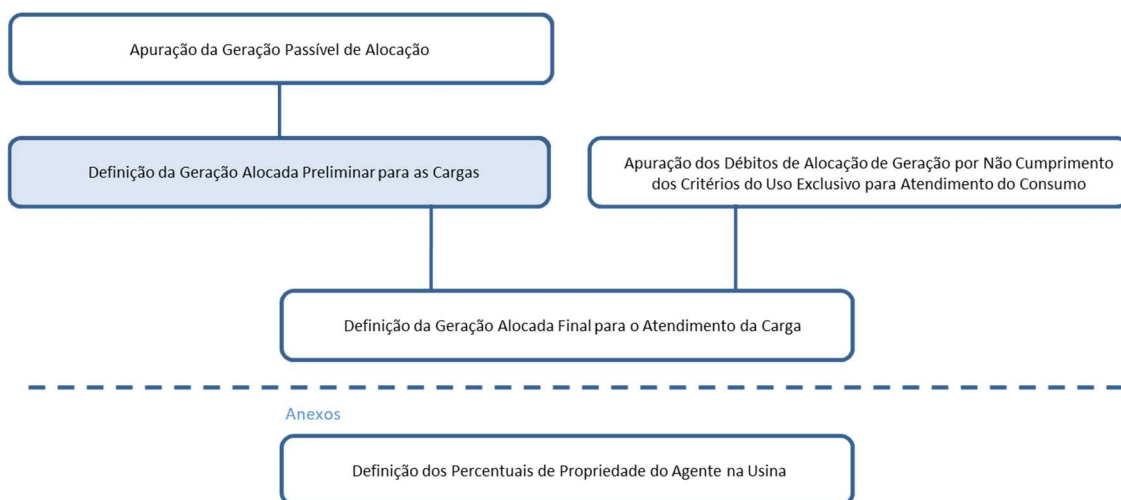 Apuração da Geração Passível de Alocação
Definição da Geração Alocada Preliminar para as Cargas
Apuração dos Débitos de Alocação de Geração por Não Cumprimento
dos Critérios do Uso Exclusivo para Atendimento do Consumo
Definição da Geração Alocada Final para o Atendimento da Carga
Anexos
Definição dos Percentuais de Propriedade do Agente na Usina